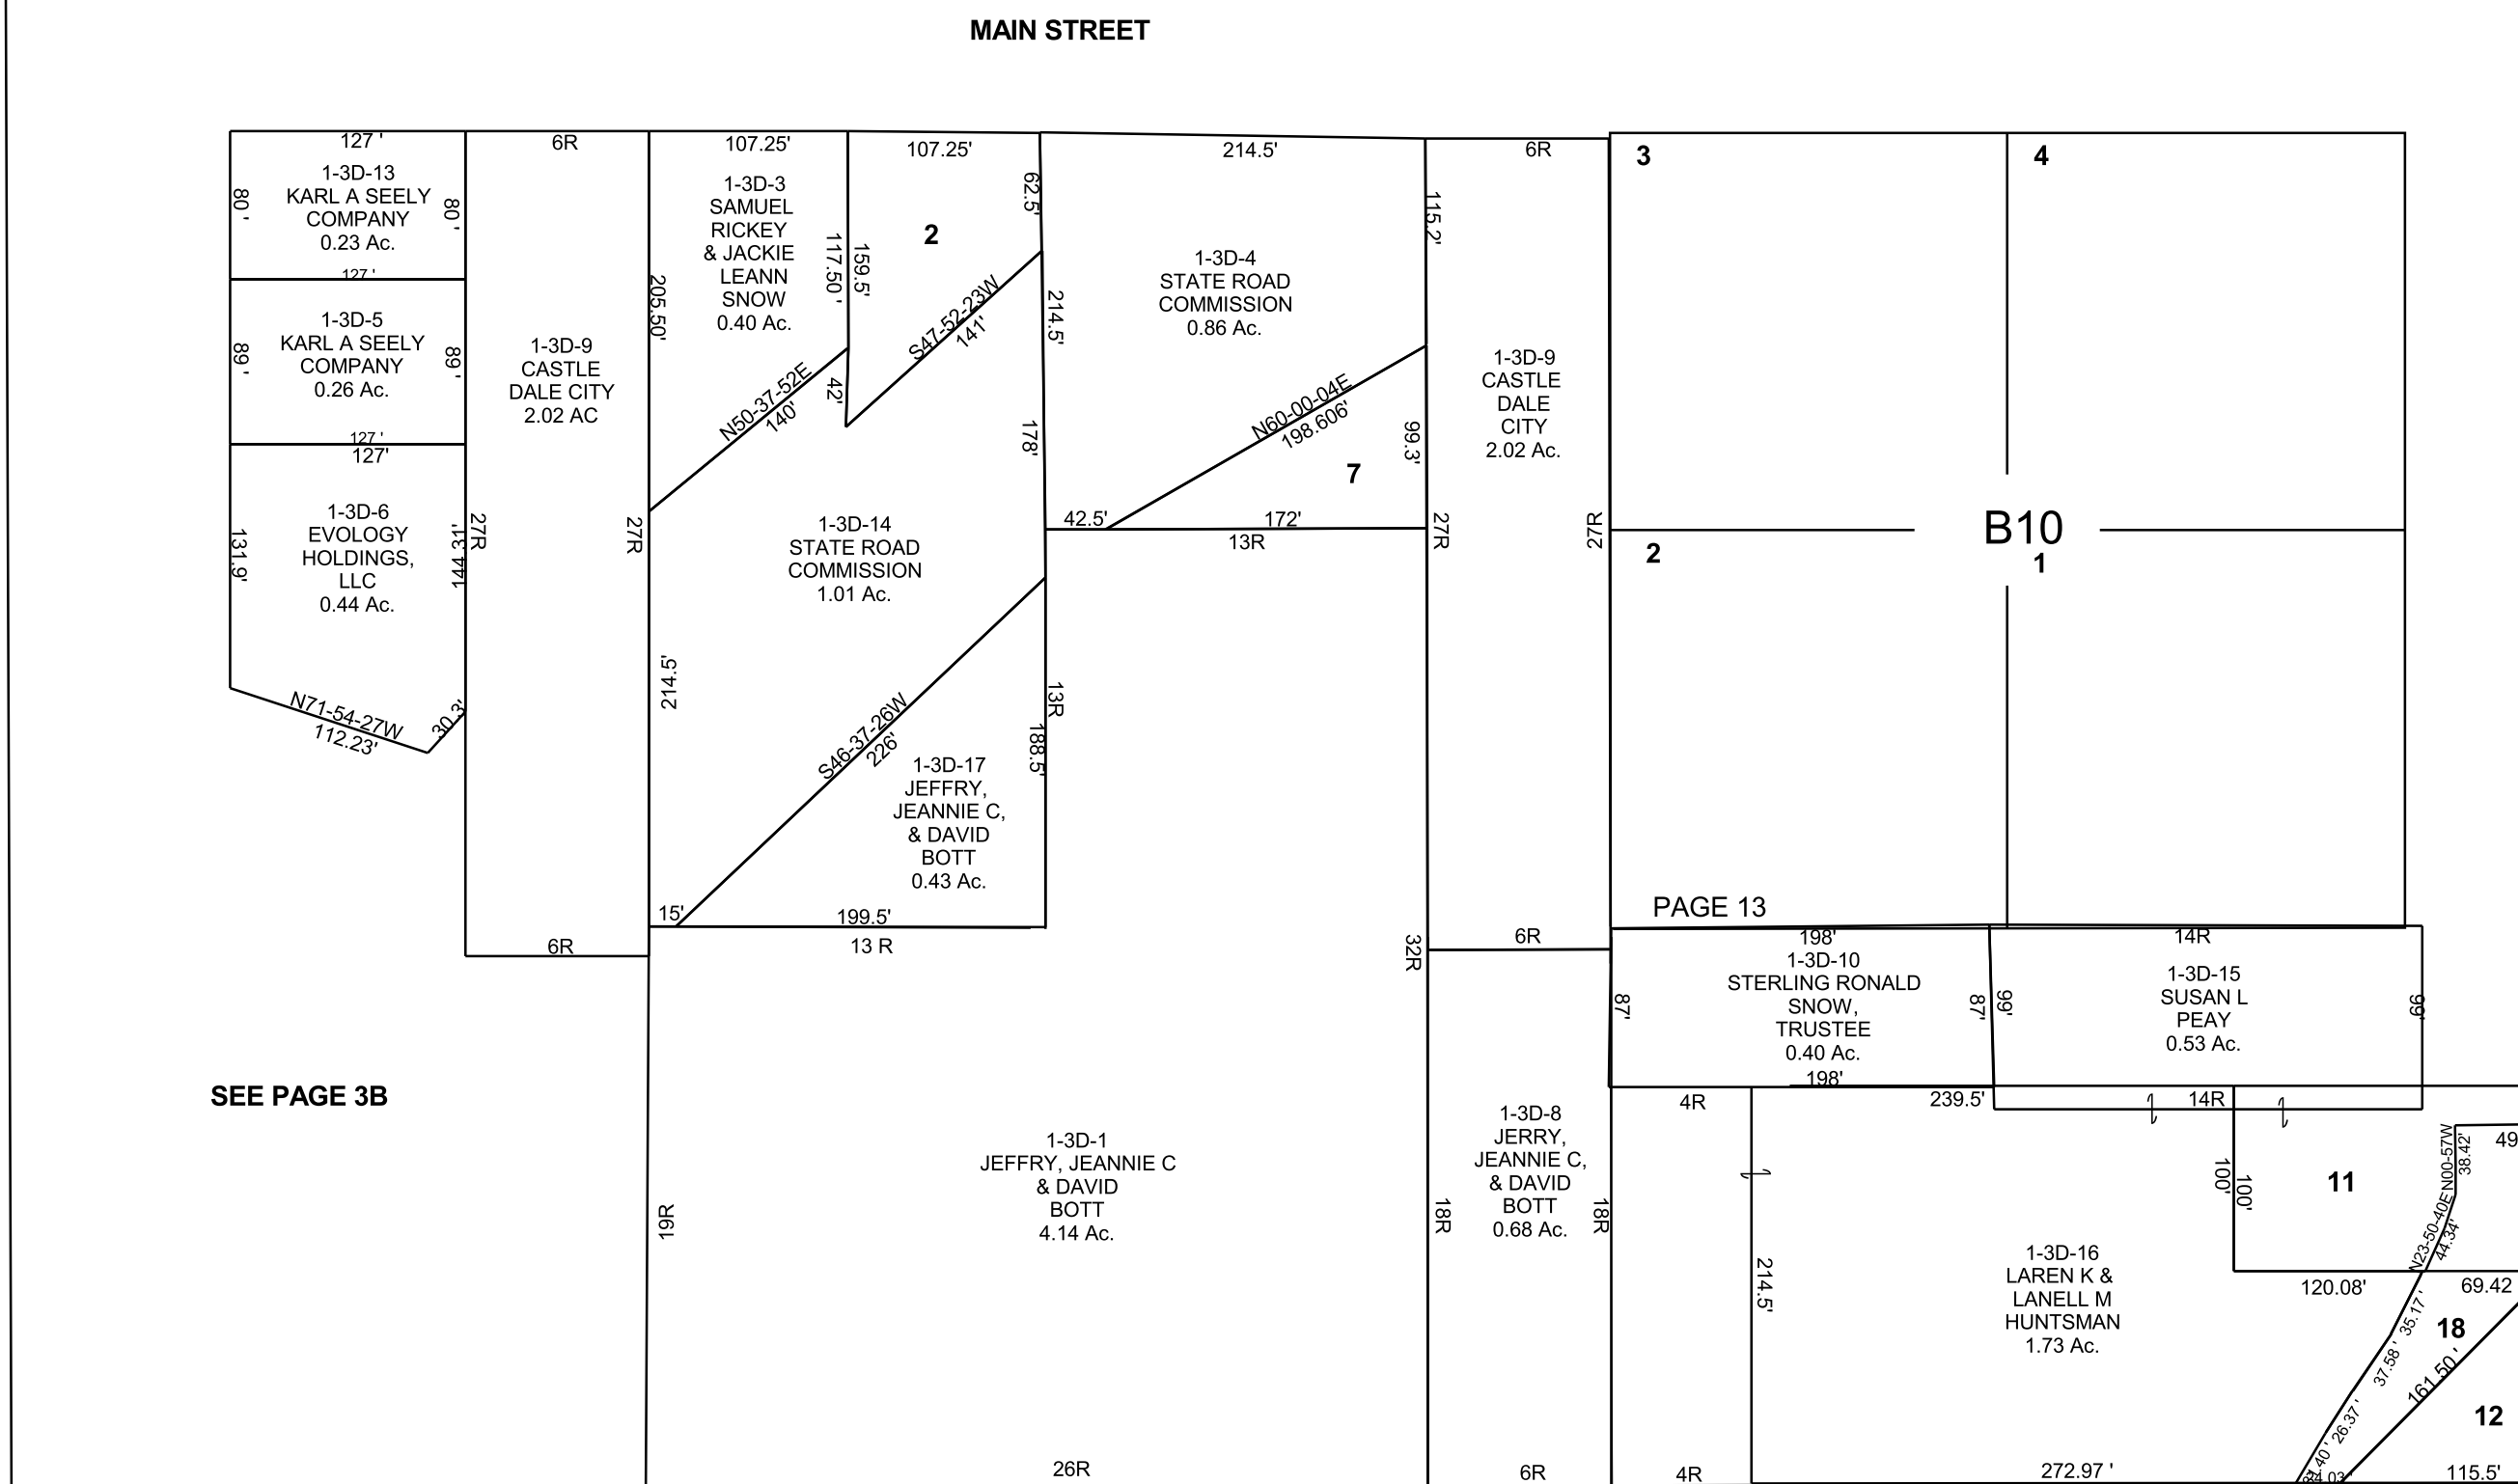 MAIN STREET
127 '
6R
107.25'
107.25'
214.5'
6R
3
4
1-3D-13
KARL A SEELY
COMPANY
0.23 Ac.
80 '
80 '
127 '
1-3D-5
KARL A SEELY
COMPANY
0.26 Ac.
89 '
89 '
127 '
127'
1-3D-6
EVOLOGY
HOLDINGS,
LLC
0.44 Ac.
131.9'
144.31'
N71-54-27W
112.23'
30.3'
1-3D-9
CASTLE
DALE CITY
2.02 AC
27R
27R
6R
1-3D-3
SAMUEL
RICKEY
& JACKIE
LEANN
SNOW
0.40 Ac.
205.50'
117.50 '
159.5'
2
62.5'
S47-52-23W
141'
N50-37-52E
140'
42'
214.5'
178'
1-3D-4
STATE ROAD
COMMISSION
0.86 Ac.
115.2'
N60-00-04E
198.606'
99.3'
7
42.5'
172'
13R
1-3D-9
CASTLE
DALE
CITY
2.02 Ac.
27R
27R
B10
2
1
1-3D-14
STATE ROAD
COMMISSION
1.01 Ac.
214.5'
S46-37-26W
226'
13R
188.5'
1-3D-17
JEFFRY,
JEANNIE C,
& DAVID
BOTT
0.43 Ac.
15'
199.5'
13 R
32R
6R
PAGE 13
198'
14R
1-3D-10
STERLING RONALD
SNOW,
TRUSTEE
0.40 Ac.
87'
87'
99'
1-3D-15
SUSAN L
PEAY
0.53 Ac.
99'
198'
SEE PAGE 3B
4R
239.5'
14R
1-3D-1
JEFFRY, JEANNIE C
& DAVID
BOTT
4.14 Ac.
19R
1-3D-8
JERRY,
JEANNIE C,
& DAVID
BOTT
0.68 Ac.
18R
18R
214.5'
1-3D-16
LAREN K &
LANELL M
HUNTSMAN
1.73 Ac.
100'
100'
11
N00-57W
38.42'
49
N23-50-40E
44.34'
120.08'
69.42
35.17 '
18
37.58 '
161.50 '
26.37 '
12
26R
6R
4R
272.97 '
115.5'